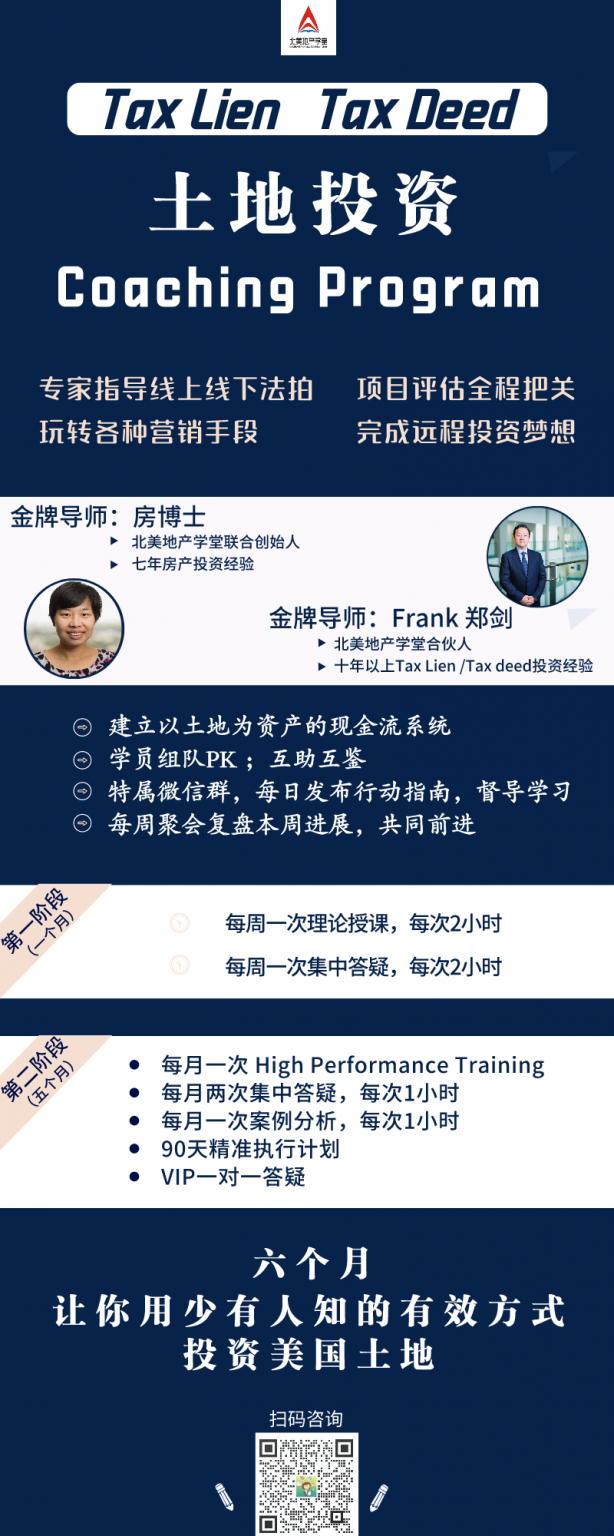 北美地产学堂
Tax Lien Tax Deed
土地投资
Coaching Program
专家指导线上线下法拍 项目评估全程把关
玩转各种营销手段 完成远程投资梦想
金牌导师：房博士
▶ 北美地产学堂联合创始人
▶ 七年房产投资经验
金牌导师：Frank 郑剑
▶ 北美地产学堂合伙人
▶ 十年以上Tax Lien /Tax deed投资经验
建立以土地为资产的现金流系统
学员组队PK ；互助互鉴
特属微信群，每日发布行动指南，督导学习
每周聚会复盘本周进展，共同前进
第一阶段
(一个月)
每周一次理论授课，每次2小时
每周一次集中答疑，每次2小时
第二阶段
(五个月)
● 每月一次 High Performance Training
● 每月两次集中答疑，每次1小时
● 每月一次案例分析，每次1小时
● 90天精准执行计划
● VIP一对一答疑
六个月
让你用少有人知的有效方式
投资美国土地
扫码咨询